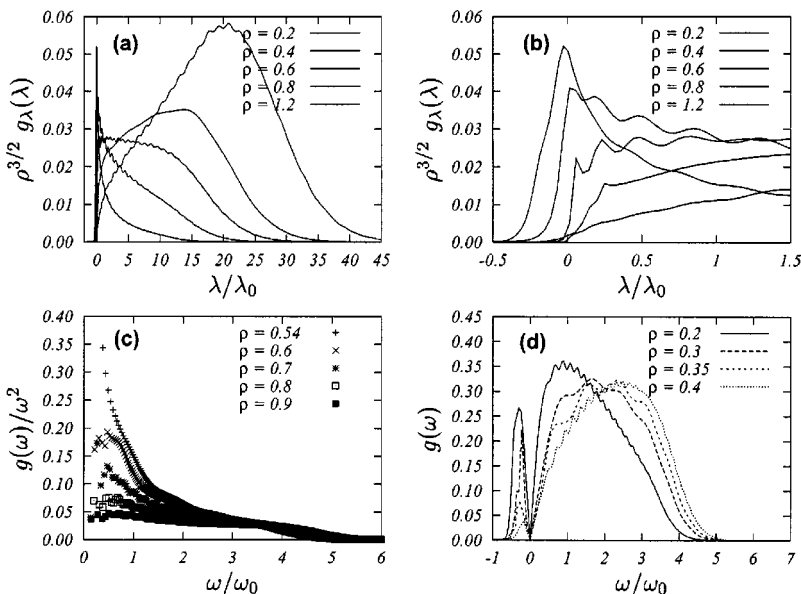 (a)
ρ = 0.2
ρ = 0.4
ρ = 0.6
ρ = 0.8
ρ = 1.2
0.06
0.05
0.04
0.03
0.02
0.01
0.00
ρ^{3/2} g_λ(λ)
0 5 10 15 20 25 30 35 40 45
λ/λ_0
(b)
ρ = 0.2
ρ = 0.4
ρ = 0.6
ρ = 0.8
ρ = 1.2
0.06
0.05
0.04
0.03
0.02
0.01
0.00
ρ^{3/2} g_λ(λ)
-0.5 0 0.5 1 1.5
λ/λ_0
(c)
ρ = 0.54
ρ = 0.6
ρ = 0.7
ρ = 0.8
ρ = 0.9
0.40
0.35
0.30
0.25
0.20
0.15
0.10
0.05
0.00
g(ω)/ω^2
0 1 2 3 4 5 6
ω/ω_0
(d)
ρ = 0.2
ρ = 0.3
ρ = 0.35
ρ = 0.4
0.45
0.40
0.35
0.30
0.25
0.20
0.15
0.10
0.05
0.00
g(ω)
-1 0 1 2 3 4 5 6 7
ω/ω_0